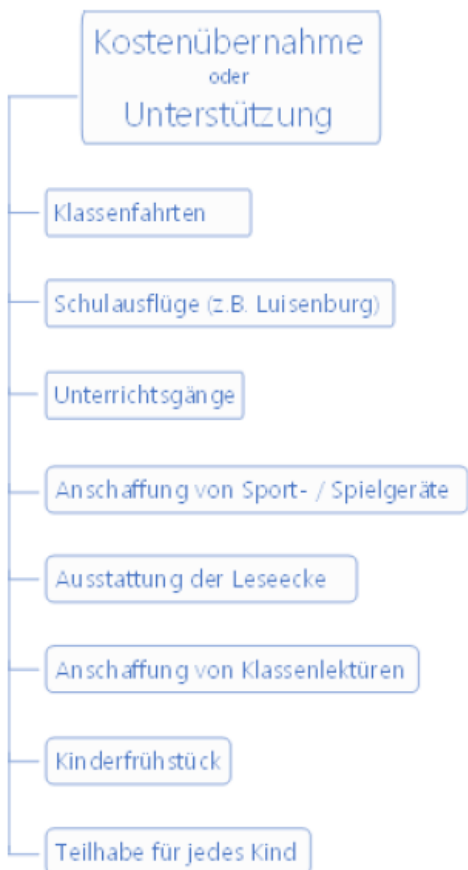 Kostenübernahme
oder
Unterstützung
Klassenfahrten
Schulausflüge (z.B. Luisenburg)
Unterrichtsgänge
Anschaffung von Sport- / Spielgeräte
Ausstattung der Leseecke
Anschaffung von Klassenlektüren
Kinderfrühstück
Teilhabe für jedes Kind